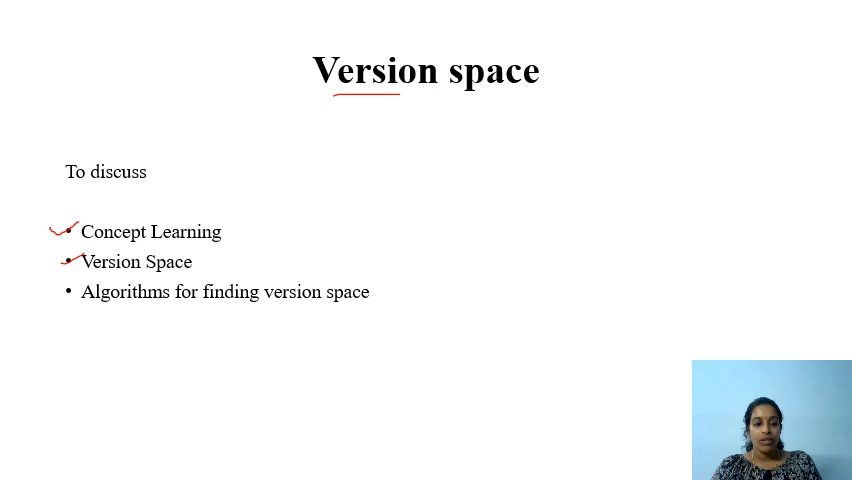 Version space
To discuss
• Concept Learning
• Version Space
• Algorithms for finding version space